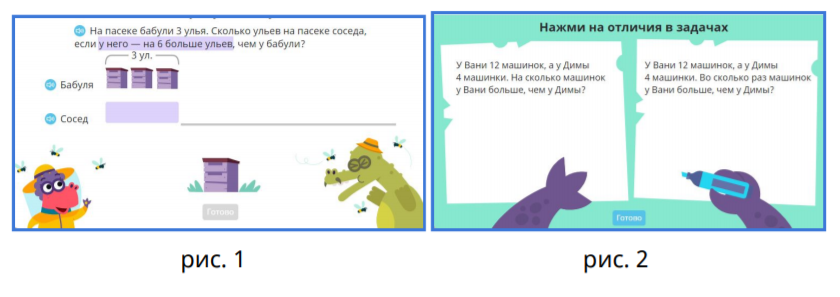 На пасеке бабули 3 улья. Сколько ульев на пасеке соседа,
если у него — на 6 больше ульев, чем у бабули?
3 ул.
Бабуля
Сосед
Готово
Нажми на отличия в задачах
У Вани 12 машинок, а у Димы
4 машинки. На сколько машинок
у Вани больше, чем у Димы?
У Вани 12 машинок, а у Димы
4 машинки. Во сколько раз машинок
у Вани больше, чем у Димы?
Готово
рис. 1
рис. 2